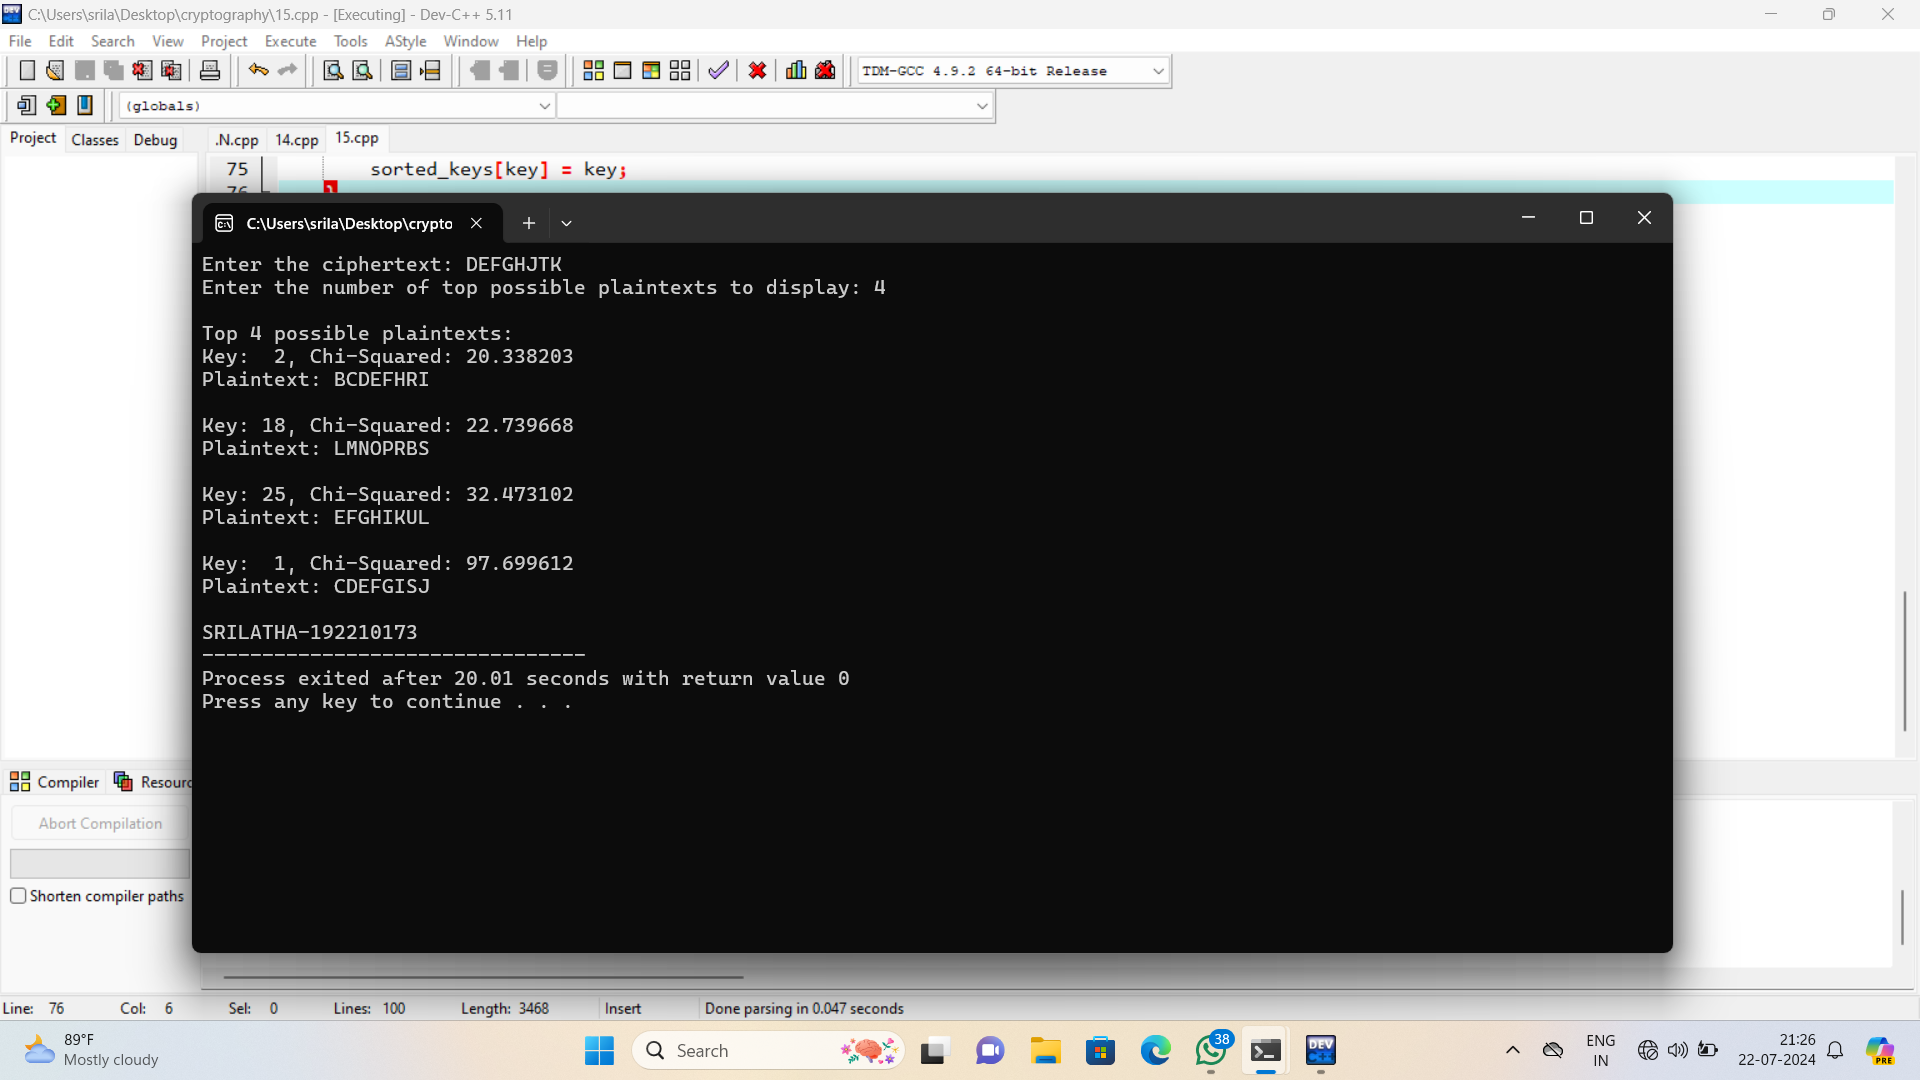 C:\Users\srila\Desktop\cryptography\15.cpp - [Executing] - Dev-C++ 5.11
File Edit Search View Project Execute Tools AStyle Window Help
TDM-GCC 4.9.2 64-bit Release
(globals)
Project Classes Debug .N.cpp 14.cpp 15.cpp
75 sorted_keys[key] = key;
76 }
C:\Users\srila\Desktop\crypto
Enter the ciphertext: DEFGHJTK
Enter the number of top possible plaintexts to display: 4
Top 4 possible plaintexts:
Key:  2, Chi-Squared: 20.338203
Plaintext: BCDEFHRI
Key: 18, Chi-Squared: 22.739668
Plaintext: LMNOPRBS
Key: 25, Chi-Squared: 32.473102
Plaintext: EFGHIKUL
Key:  1, Chi-Squared: 97.699612
Plaintext: CDEFGISJ
SRILATHA-192210173
--------------------------------
Process exited after 20.01 seconds with return value 0
Press any key to continue . . .
Compiler Resourc
Abort Compilation
Shorten compiler paths
Line: 76 Col: 6 Sel: 0 Lines: 100 Length: 3468 Insert Done parsing in 0.047 seconds
89°F
Mostly cloudy
Search
38
DEV
ENG
IN
21:26
22-07-2024
PRE